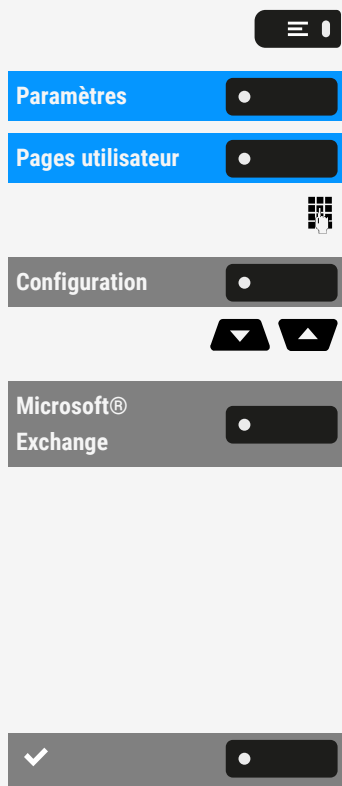 Paramètres
Pages utilisateur
Configuration
Microsoft®
Exchange